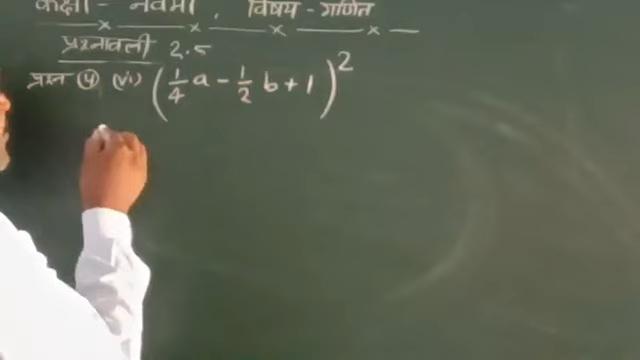 कक्षा - नवमी, विषय - गणित
प्रश्नावली 2.5
प्रश्न ④ (vi) (1/4 a - 1/2 b + 1)²